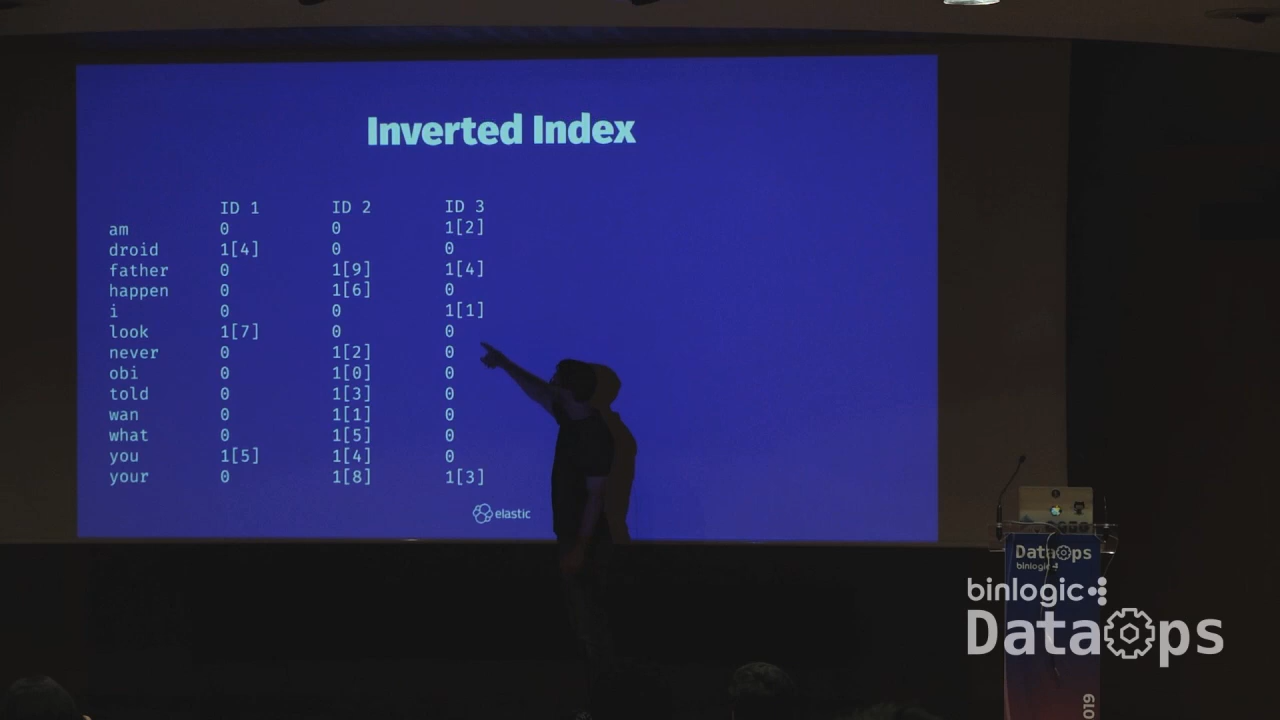 Inverted Index
ID 1 ID 2 ID 3
am 0 0 1[2]
droid 1[4] 0 0
father 0 1[9] 1[4]
happen 0 1[6] 0
i 0 0 1[1]
look 1[7] 0 0
never 0 1[2] 0
obi 0 1[0] 0
told 0 1[3] 0
wan 0 1[1] 0
what 0 1[5] 0
you 1[5] 1[4] 0
your 0 1[8] 1[3]
elastic
DataOps
binlogic
binlogic
DataOps
019